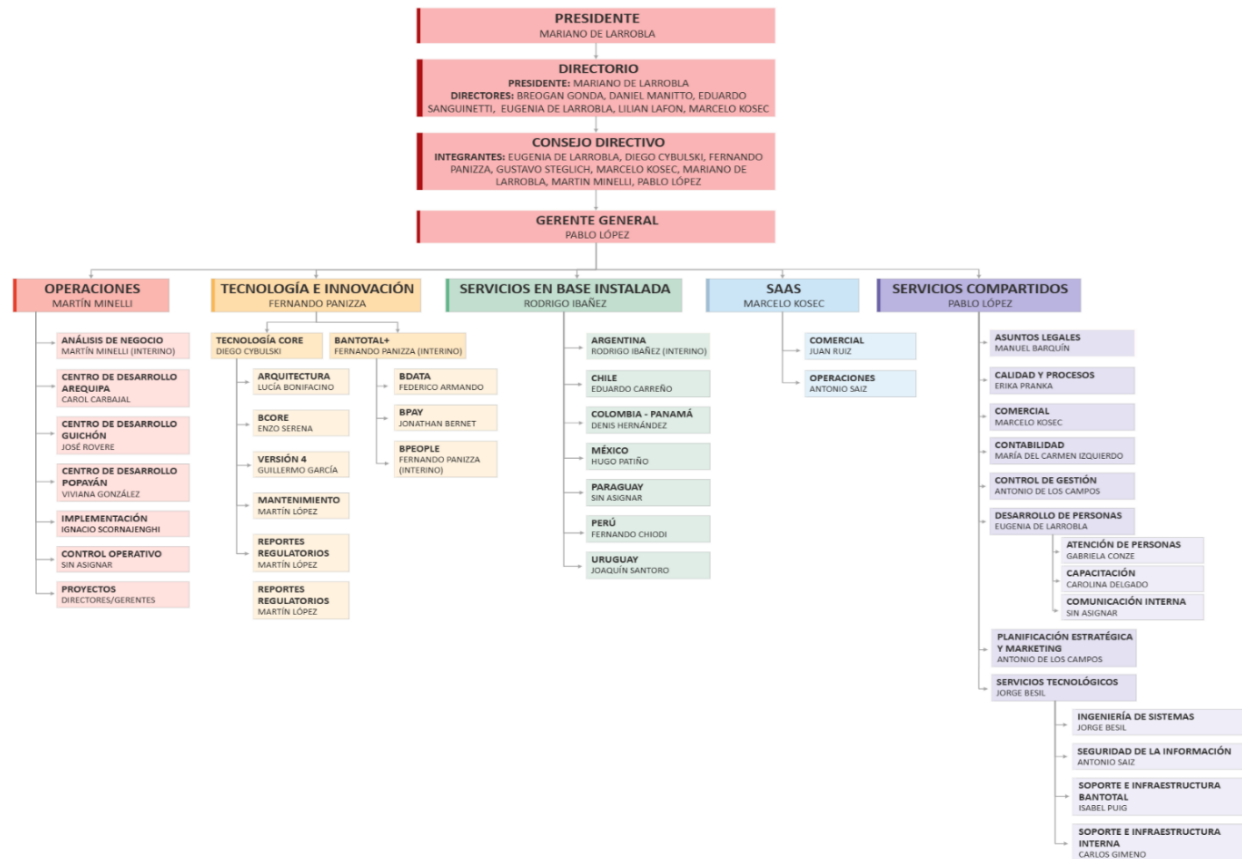 PRESIDENTE
MARIANO DE LARROBLA
DIRECTORIO
PRESIDENTE: MARIANO DE LARROBLA
DIRECTORES: BREOGAN GONDA, DANIEL MANITTO, EDUARDO
SANGUINETTI, EUGENIA DE LARROBLA, LILIAN LAFON, MARCELO KOSEC
CONSEJO DIRECTIVO
INTEGRANTES: EUGENIA DE LARROBLA, DIEGO CYBULSKI, FERNANDO
PANIZZA, GUSTAVO STEGLICH, MARCELO KOSEC, MARIANO DE
LARROBLA, MARTIN MINELLI, PABLO LÓPEZ
GERENTE GENERAL
PABLO LÓPEZ
OPERACIONES
MARTÍN MINELLI
ANÁLISIS DE NEGOCIO
MARTÍN MINELLI (INTERINO)
CENTRO DE DESARROLLO
AREQUIPA
CAROL CARBAJAL
CENTRO DE DESARROLLO
GUICHÓN
JOSÉ ROVERE
CENTRO DE DESARROLLO
POPAYÁN
VIVIANA GONZÁLEZ
IMPLEMENTACIÓN
IGNACIO SCORNAJENGHI
CONTROL OPERATIVO
SIN ASIGNAR
PROYECTOS
DIRECTORES/GERENTES
TECNOLOGÍA E INNOVACIÓN
FERNANDO PANIZZA
TECNOLOGÍA CORE
DIEGO CYBULSKI
ARQUITECTURA
LUCÍA BONIFACINO
BCORE
ENZO SERENA
VERSIÓN 4
GUILLERMO GARCÍA
MANTENIMIENTO
MARTÍN LÓPEZ
REPORTES
REGULATORIOS
MARTÍN LÓPEZ
REPORTES
REGULATORIOS
MARTÍN LÓPEZ
BANTOTAL+
FERNANDO PANIZZA (INTERINO)
BDATA
FEDERICO ARMANDO
BPAY
JONATHAN BERNET
BPEOPLE
FERNANDO PANIZZA
(INTERINO)
SERVICIOS EN BASE INSTALADA
RODRIGO IBAÑEZ
ARGENTINA
RODRIGO IBAÑEZ (INTERINO)
CHILE
EDUARDO CARREÑO
COLOMBIA - PANAMÁ
DENIS HERNÁNDEZ
MÉXICO
HUGO PATIÑO
PARAGUAY
SIN ASIGNAR
PERÚ
FERNANDO CHIODI
URUGUAY
JOAQUÍN SANTORO
SAAS
MARCELO KOSEC
COMERCIAL
JUAN RUIZ
OPERACIONES
ANTONIO SAIZ
SERVICIOS COMPARTIDOS
PABLO LÓPEZ
ASUNTOS LEGALES
MANUEL BARQUÍN
CALIDAD Y PROCESOS
ERIKA PRANKA
COMERCIAL
MARCELO KOSEC
CONTABILIDAD
MARÍA DEL CARMEN IZQUIERDO
CONTROL DE GESTIÓN
ANTONIO DE LOS CAMPOS
DESARROLLO DE PERSONAS
EUGENIA DE LARROBLA
ATENCIÓN DE PERSONAS
GABRIELA CONZE
CAPACITACIÓN
CAROLINA DELGADO
COMUNICACIÓN INTERNA
SIN ASIGNAR
PLANIFICACIÓN ESTRATÉGICA
Y MARKETING
ANTONIO DE LOS CAMPOS
SERVICIOS TECNOLÓGICOS
JORGE BESIL
INGENIERÍA DE SISTEMAS
JORGE BESIL
SEGURIDAD DE LA INFORMACIÓN
ANTONIO SAIZ
SOPORTE E INFRAESTRUCTURA
BANTOTAL
ISABEL PUIG
SOPORTE E INFRAESTRUCTURA
INTERNA
CARLOS GIMENO